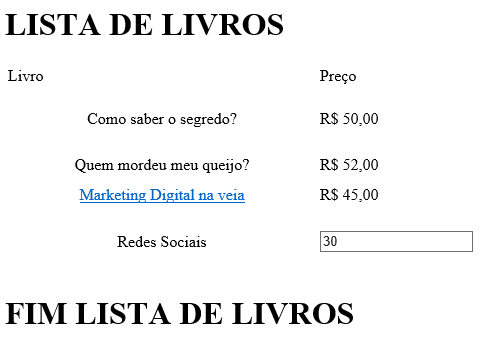 LISTA DE LIVROS
Livro Preço
Como saber o segredo? R$ 50,00
Quem mordeu meu queijo? R$ 52,00
Marketing Digital na veia R$ 45,00
Redes Sociais 30
FIM LISTA DE LIVROS